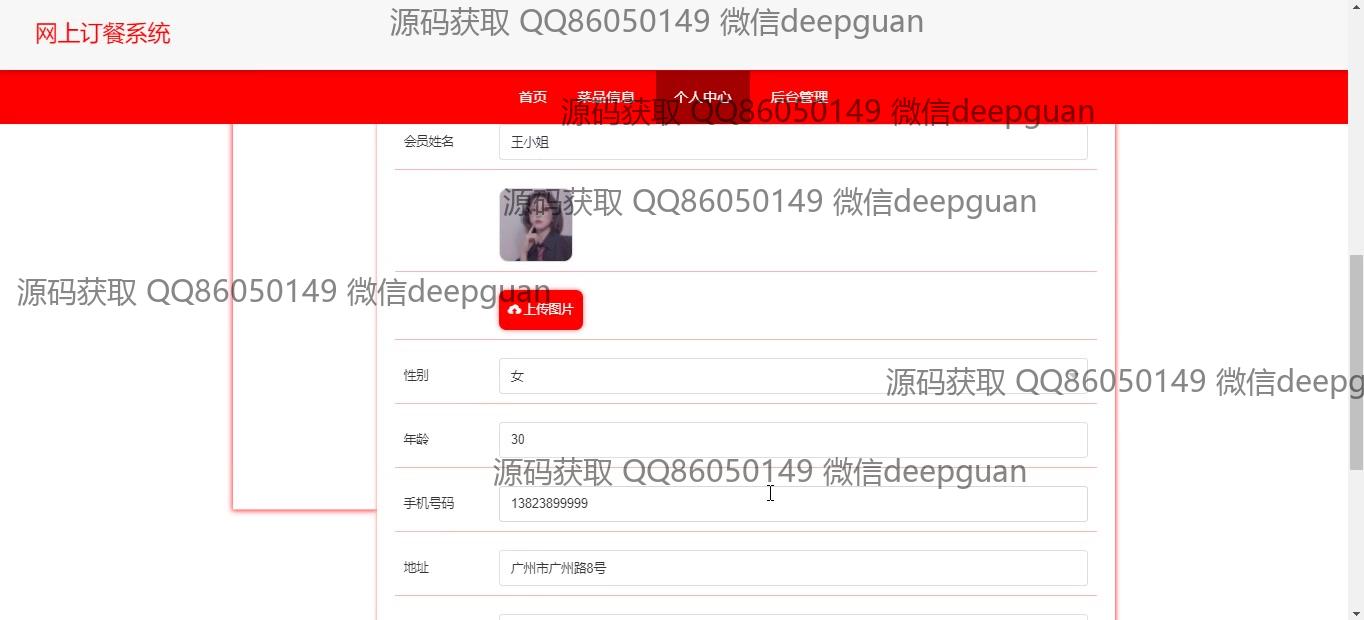 源码获取 QQ86050149 微信deepguan
网上订餐系统
首页 菜品信息 个人中心 后台管理
源码获取 QQ86050149 微信deepguan
会员姓名 王小姐
源码获取 QQ86050149 微信deepguan
源码获取 QQ86050149 微信deepguan
上传图片
性别 女
源码获取 QQ86050149 微信deepg
年龄 30
源码获取 QQ86050149 微信deepguan
手机号码 13823899999
地址 广州市广州路8号